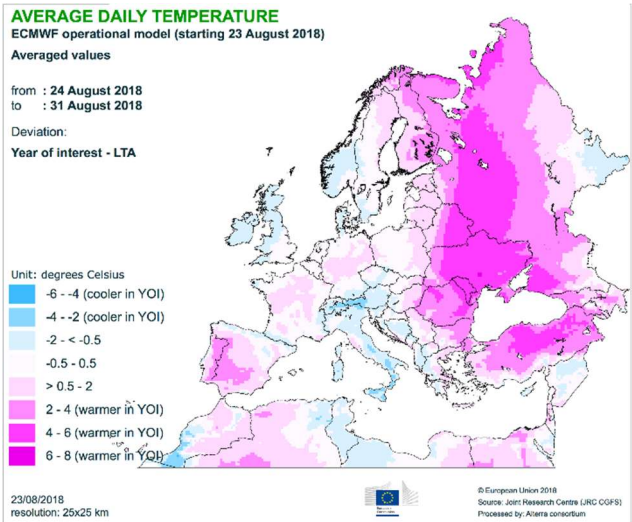 AVERAGE DAILY TEMPERATURE
ECMWF operational model (starting 23 August 2018)
Averaged values
from : 24 August 2018
to : 31 August 2018
Deviation:
Year of interest - LTA
Unit: degrees Celsius
-6 - -4 (cooler in YOI)
-4 - -2 (cooler in YOI)
-2 - < -0.5
-0.5 - 0.5
> 0.5 - 2
2 - 4 (warmer in YOI)
4 - 6 (warmer in YOI)
6 - 8 (warmer in YOI)
23/08/2018
resolution: 25x25 km
© European Union 2018
Source: Joint Research Centre (JRC CGFS)
Processed by: Alterra consortium